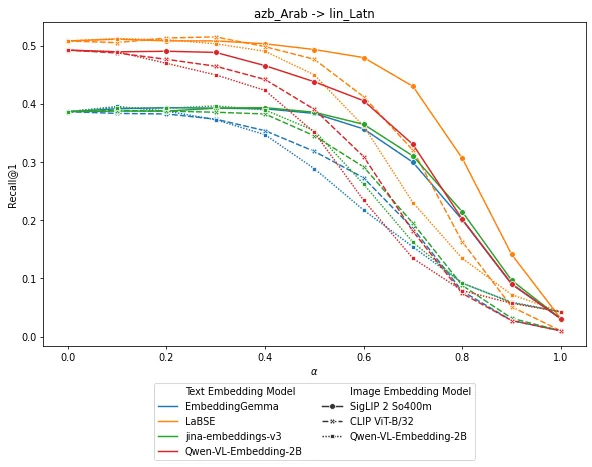 azb_Arab -> lin_Latn
Recall@1
0.5
0.4
0.3
0.2
0.1
0.0
0.0 0.2 0.4 0.6 0.8 1.0
α
Text Embedding Model Image Embedding Model
EmbeddingGemma SigLIP 2 So400m
LaBSE CLIP ViT-B/32
jina-embeddings-v3 Qwen-VL-Embedding-2B
Qwen-VL-Embedding-2B